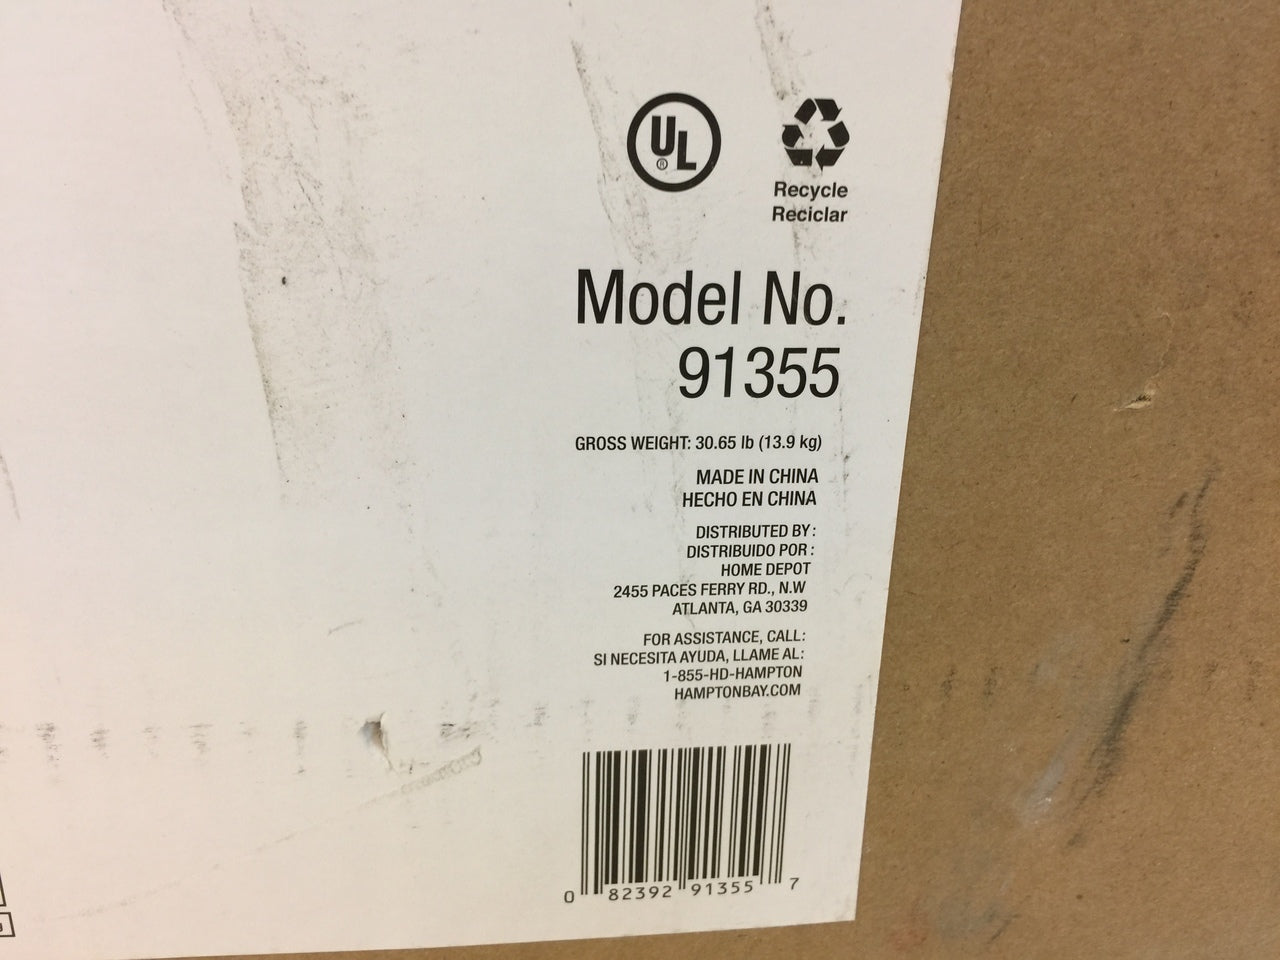 UL
®
Recycle
Reciclar
Model No.
91355
GROSS WEIGHT: 30.65 lb (13.9 kg)
MADE IN CHINA
HECHO EN CHINA
DISTRIBUTED BY :
DISTRIBUIDO POR :
HOME DEPOT
2455 PACES FERRY RD., N.W
ATLANTA, GA 30339
FOR ASSISTANCE, CALL:
SI NECESITA AYUDA, LLAME AL:
1-855-HD-HAMPTON
HAMPTONBAY.COM
0 82392 91355 7